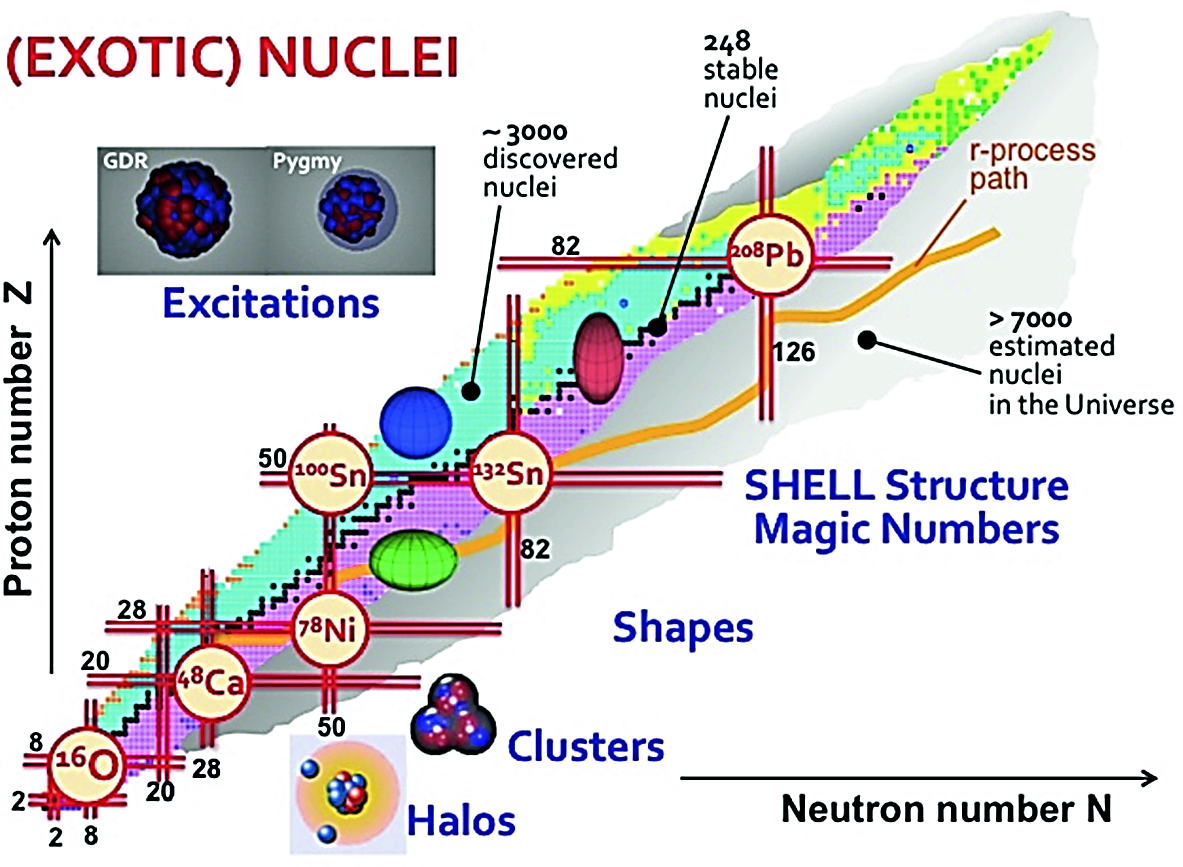 (EXOTIC) NUCLEI
248
stable
nuclei
~ 3000
discovered
nuclei
GDR
Pygmy
r-process
path
Excitations
82
208Pb
Proton number Z
> 7000
estimated
nuclei
in the Universe
126
50
100Sn
132Sn
SHELL Structure
Magic Numbers
82
28
78Ni
Shapes
20
48Ca
50
Clusters
8
16O
28
20
2
Halos
Neutron number N
2
8